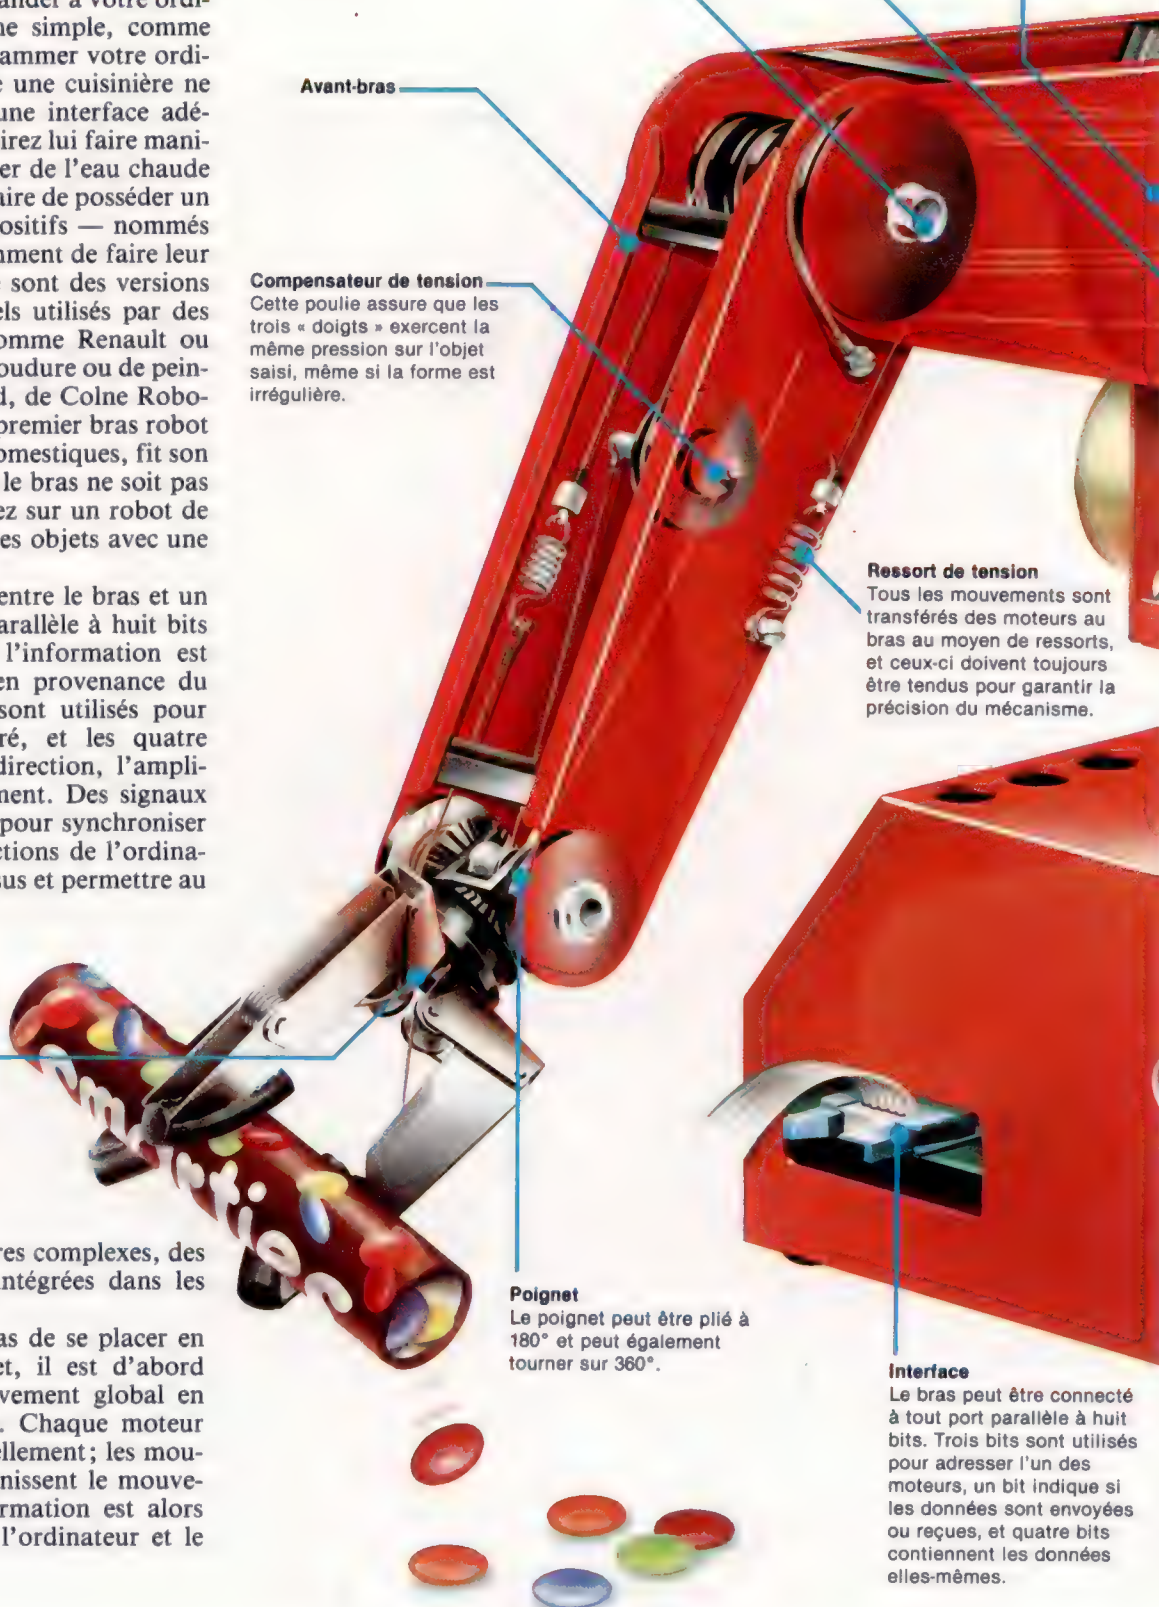 ander à votre ordi-
ne simple, comme
ammer votre ordi-
e une cuisinière ne
une interface adé-
irez lui faire mani-
er de l'eau chaude
aire de posséder un
ositifs — nommés
nment de faire leur
sont des versions
els utilisés par des
omme Renault ou
oudure ou de pein-
d, de Colne Robo-
premier bras robot
omestiques, fit son
le bras ne soit pas
ez sur un robot de
es objets avec une
entre le bras et un
arallèle à huit bits
l'information est
en provenance du
sont utilisés pour
ré, et les quatre
direction, l'ampli-
ment. Des signaux
pour synchroniser
ctions de l'ordina-
sus et permettre au
res complexes, des
intégrées dans les
as de se placer en
et, il est d'abord
vement global en
. Chaque moteur
ellement; les mou-
nissent le mouve-
ormation est alors
l'ordinateur et le
Avant-bras
Compensateur de tension
Cette poulie assure que les
trois « doigts » exercent la
même pression sur l'objet
saisi, même si la forme est
irrégulière.
Ressort de tension
Tous les mouvements sont
transférés des moteurs au
bras au moyen de ressorts,
et ceux-ci doivent toujours
être tendus pour garantir la
précision du mécanisme.
smarties
Poignet
Le poignet peut être plié à
180° et peut également
tourner sur 360°.
Interface
Le bras peut être connecté
à tout port parallèle à huit
bits. Trois bits sont utilisés
pour adresser l'un des
moteurs, un bit indique si
les données sont envoyées
ou reçues, et quatre bits
contiennent les données
elles-mêmes.